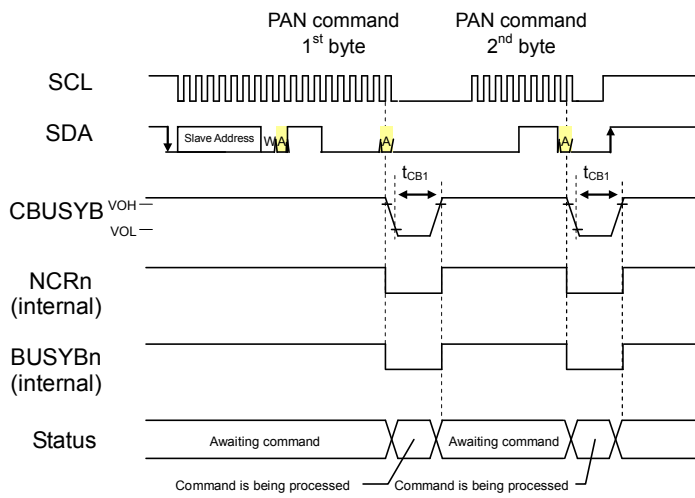 PAN command
1st byte
PAN command
2nd byte
SCL
SDA
Slave Address
W
A
A
A
tCB1
tCB1
CBUSYB
VOH
VOL
NCRn
(internal)
BUSYBn
(internal)
Status
Awaiting command
Awaiting command
Command is being processed
Command is being processed